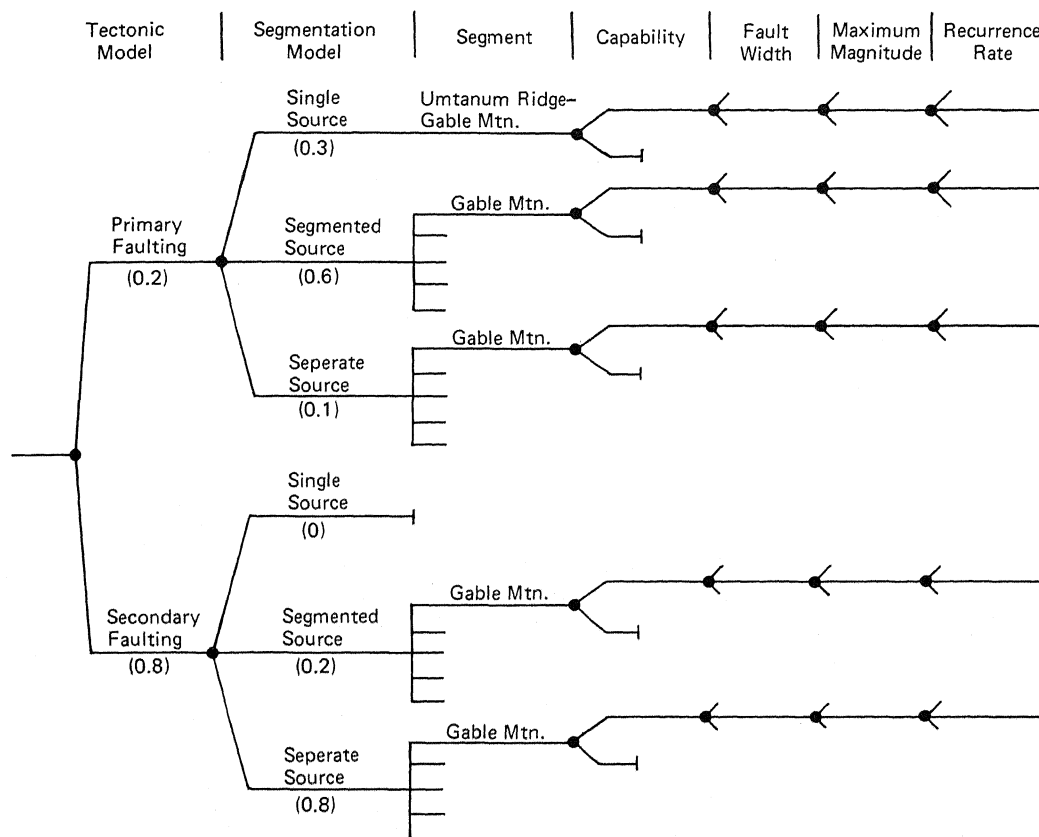 Tectonic
Model
Segmentation
Model
Segment
Capability
Fault
Width
Maximum
Magnitude
Recurrence
Rate
Single
Source
(0.3)
Umtanum Ridge–
Gable Mtn.
Primary
Faulting
(0.2)
Segmented
Source
(0.6)
Gable Mtn.
Seperate
Source
(0.1)
Gable Mtn.
Single
Source
(0)
Secondary
Faulting
(0.8)
Segmented
Source
(0.2)
Gable Mtn.
Seperate
Source
(0.8)
Gable Mtn.